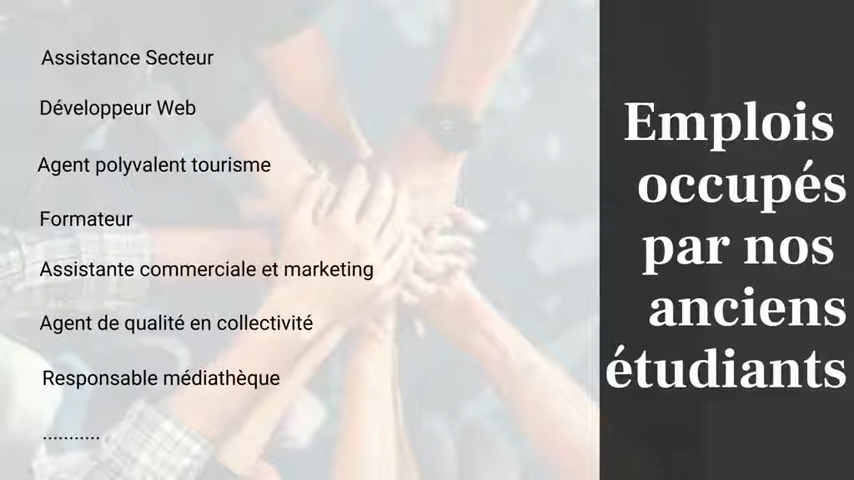 Assistance Secteur
Développeur Web
Agent polyvalent tourisme
Formateur
Assistante commerciale et marketing
Agent de qualité en collectivité
Responsable médiathèque
...........
Emplois
occupés
par nos
anciens
étudiants